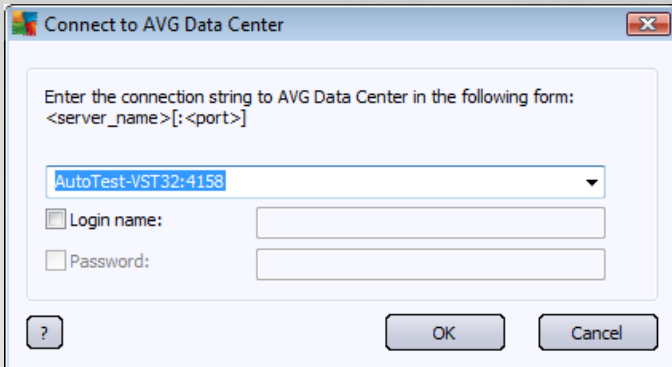 Connect to AVG Data Center
Enter the connection string to AVG Data Center in the following form:
<server_name>[:<port>]
AutoTest-VST32:4158
Login name:
Password:
?
OK
Cancel